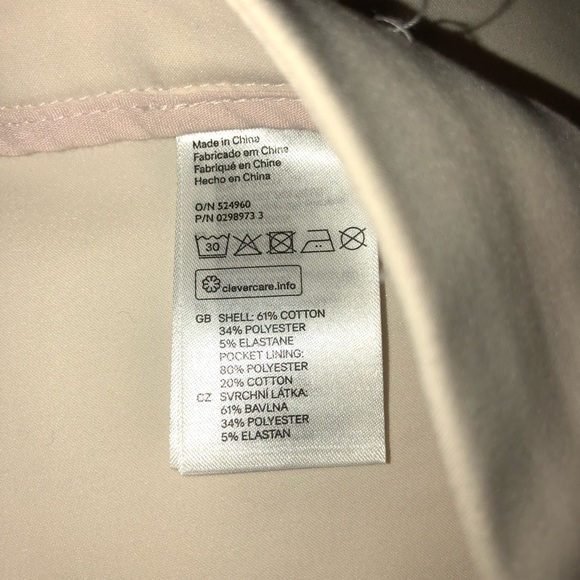 Made in China
Fabricado em China
Fabriqué en Chine
Hecho en China
O/N 524960
P/N 0298973 3
30
clevercare.info
GB SHELL: 61% COTTON
34% POLYESTER
5% ELASTANE
POCKET LINING:
80% POLYESTER
20% COTTON
CZ SVRCHNÍ LÁTKA:
61% BAVLNA
34% POLYESTER
5% ELASTAN